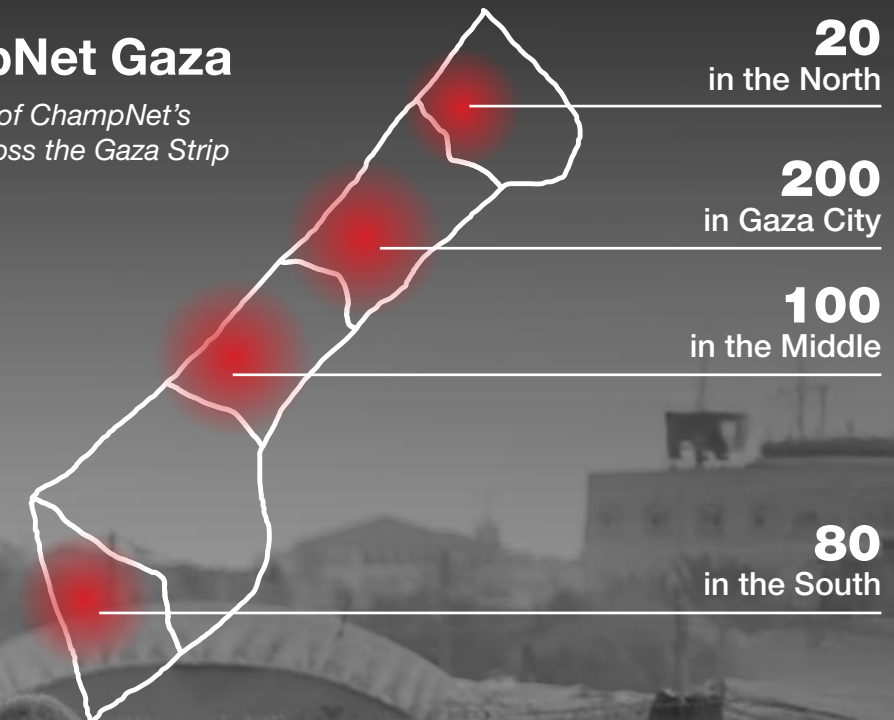 pNet Gaza
of ChampNet's
oss the Gaza Strip
20
in the North
200
in Gaza City
100
in the Middle
80
in the South